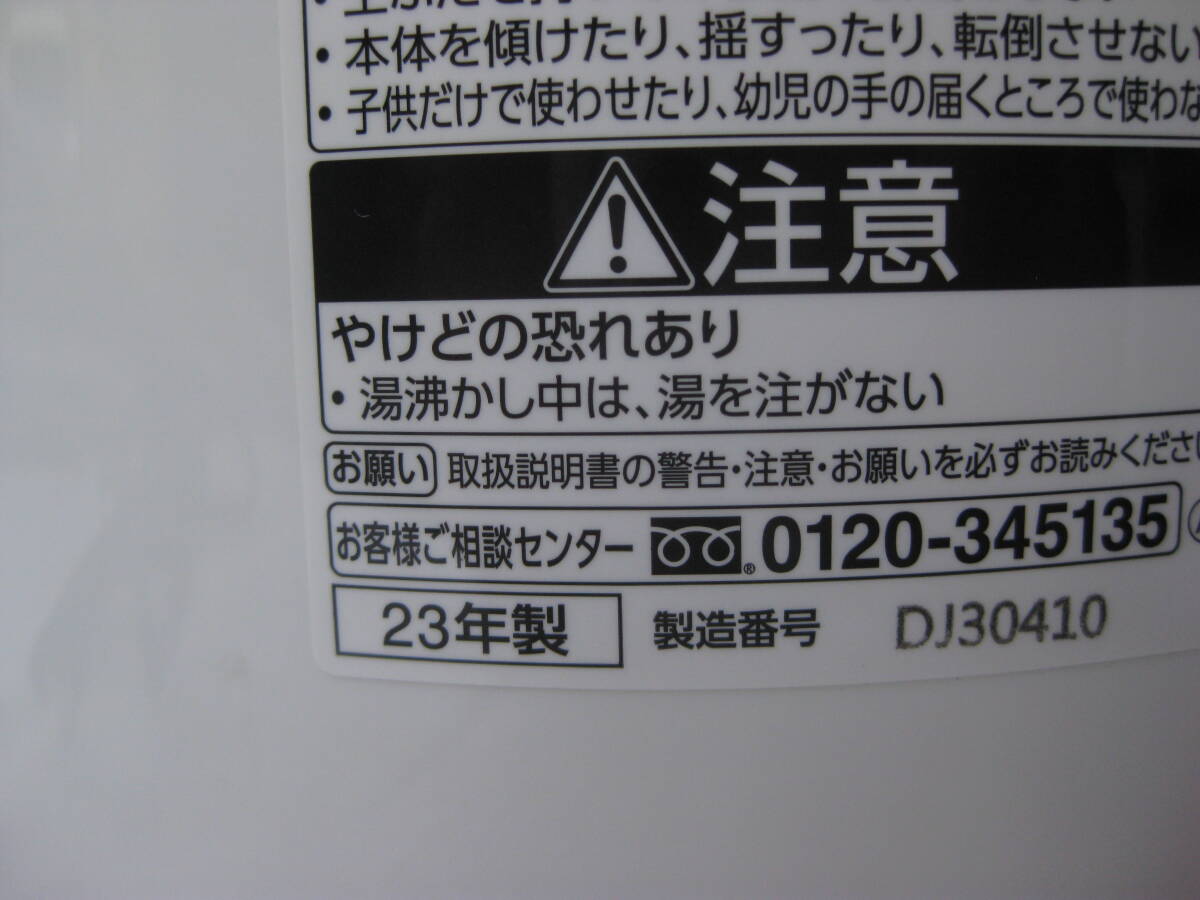 ・本体を傾けたり、揺すったり、転倒させない
・子供だけで使わせたり、幼児の手の届くところで使わな
注意
やけどの恐れあり
・湯沸かし中は、湯を注がない
お願い 取扱説明書の警告・注意・お願いを必ずお読みくださ
お客様ご相談センター 0120-345135
23年製 製造番号 DJ30410